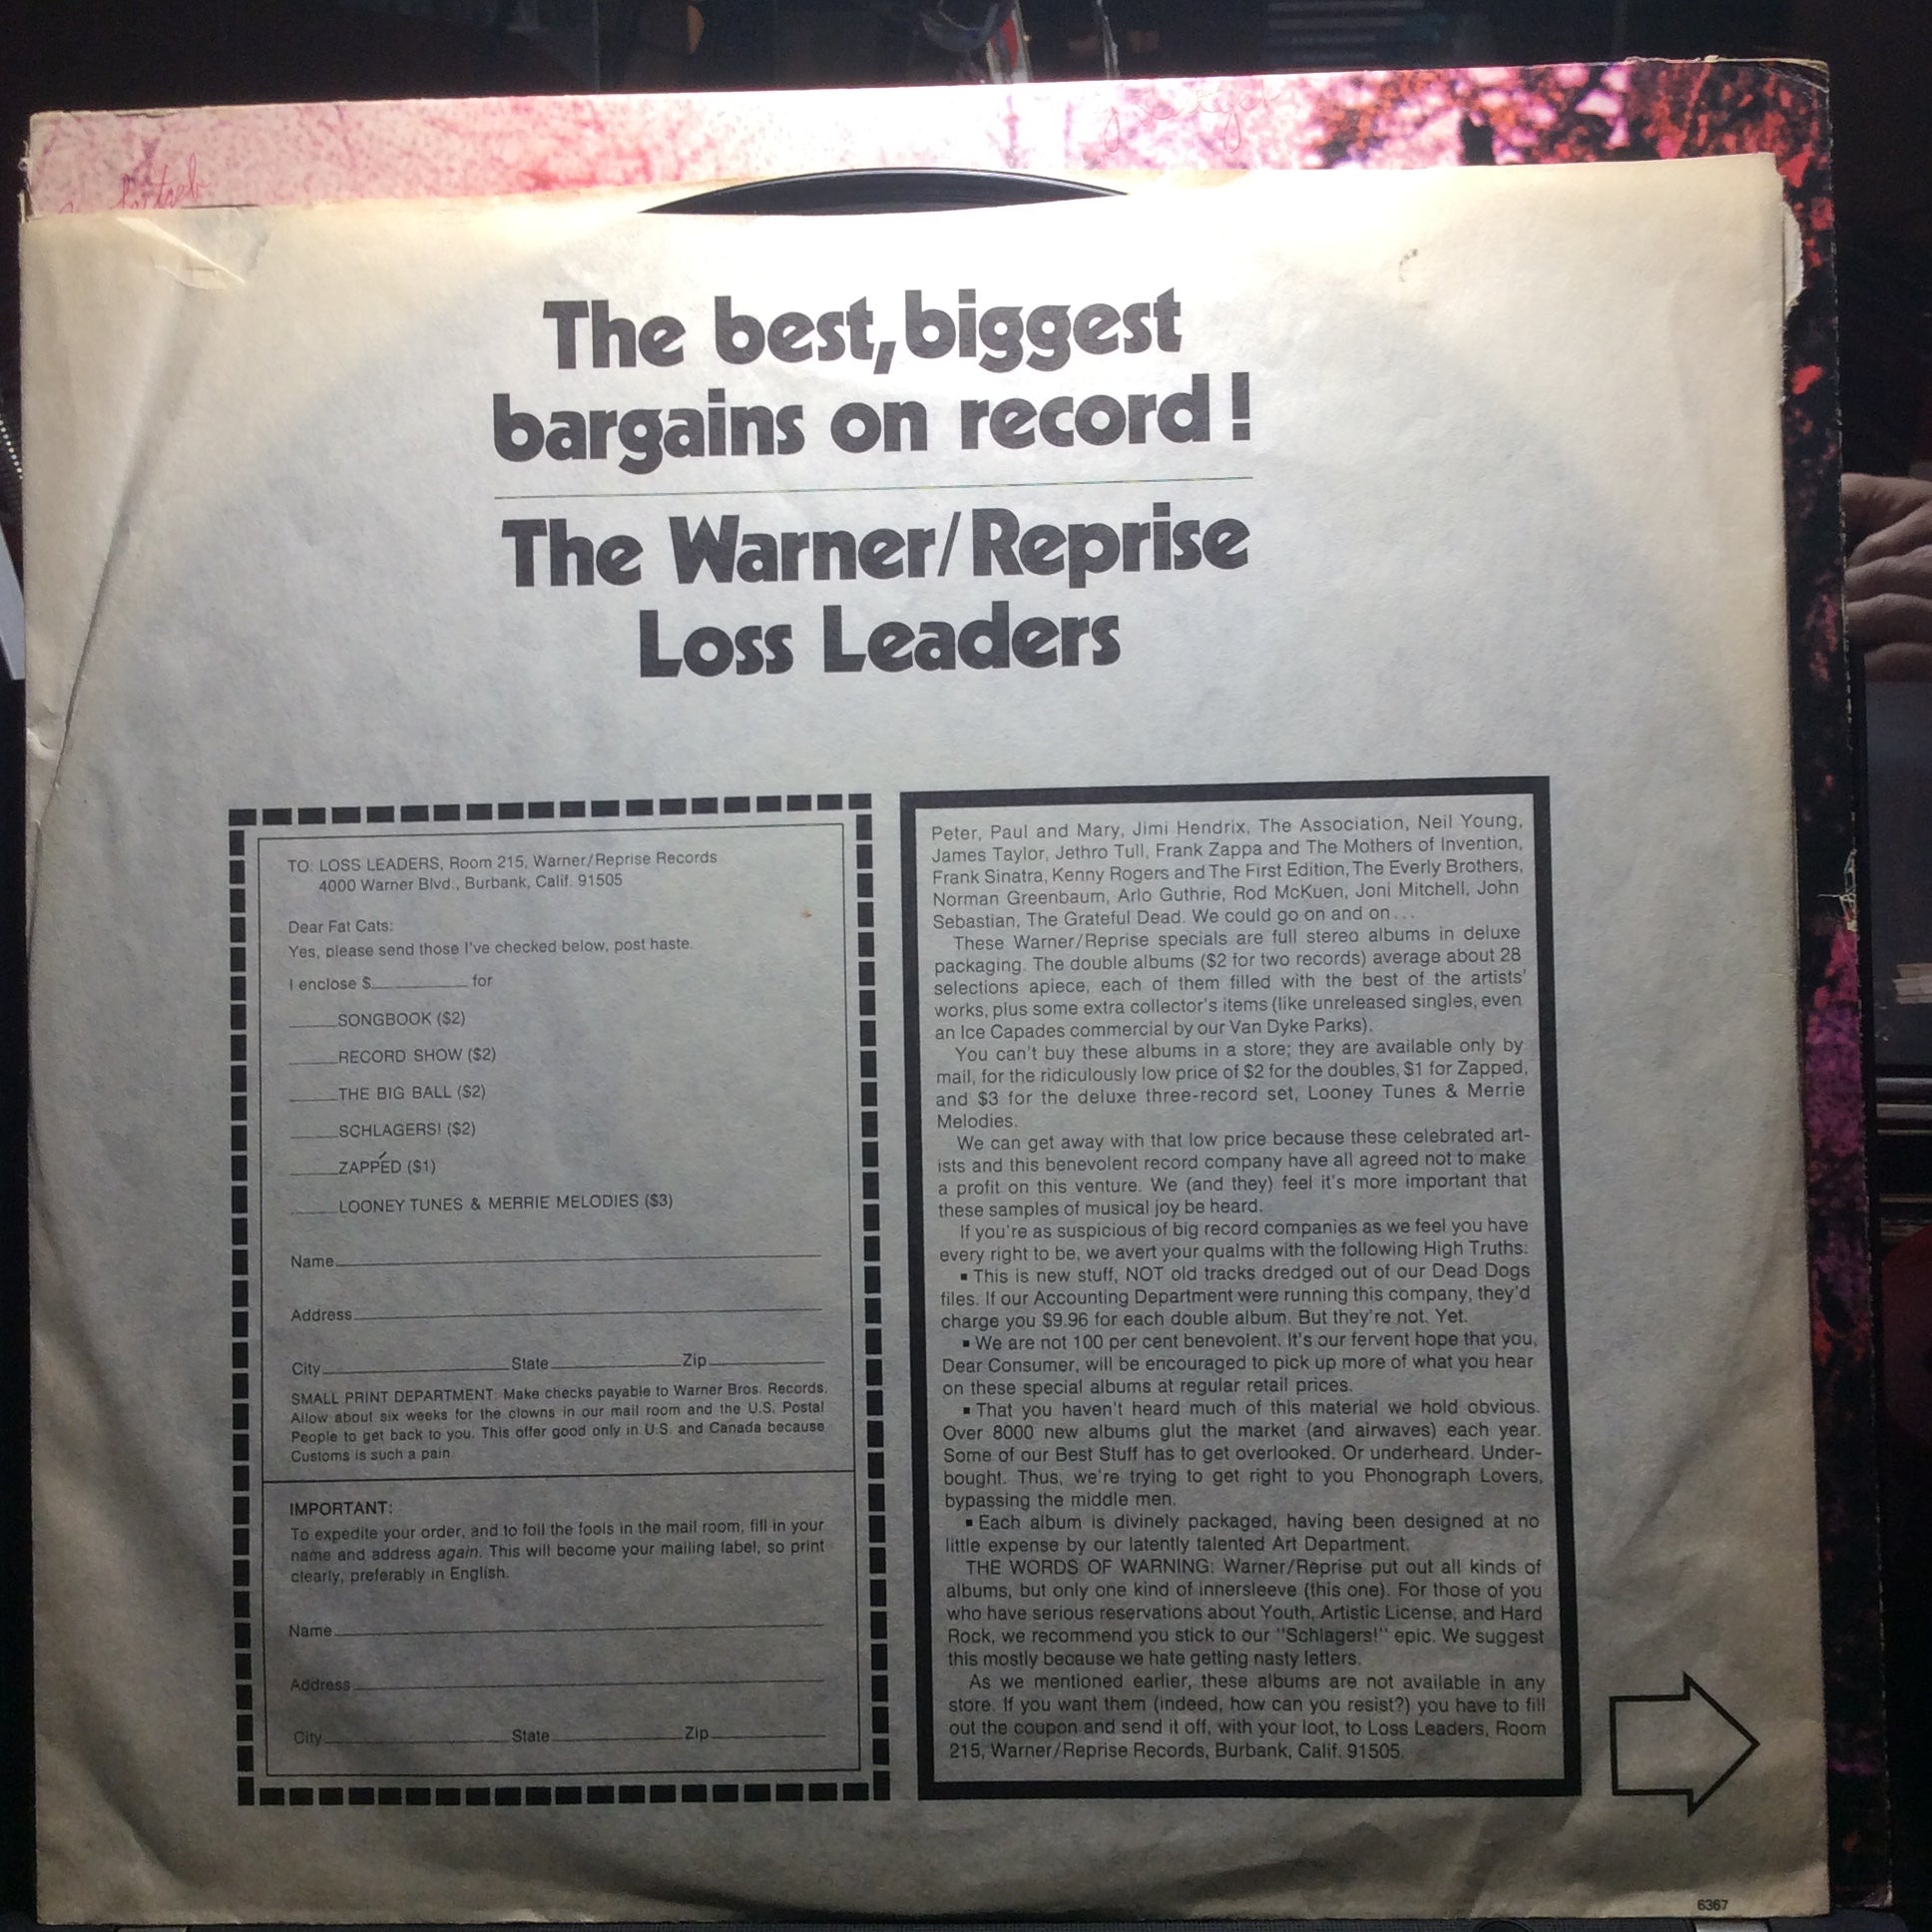 The best, biggest
bargains on record!
The Warner/Reprise
Loss Leaders
TO: LOSS LEADERS, Room 215, Warner/Reprise Records
4000 Warner Blvd., Burbank, Calif. 91505
Dear Fat Cats:
Yes, please send those I've checked below, post haste.
I enclose $__________ for
_____SONGBOOK ($2)
_____RECORD SHOW ($2)
_____THE BIG BALL ($2)
_____SCHLAGERS! ($2)
_____ZAPPÉD ($1)
_____LOONEY TUNES & MERRIE MELODIES ($3)
Name
Address
City State Zip
SMALL PRINT DEPARTMENT: Make checks payable to Warner Bros. Records.
Allow about six weeks for the clowns in our mail room and the U.S. Postal
People to get back to you. This offer good only in U.S. and Canada because
Customs is such a pain.
IMPORTANT:
To expedite your order, and to foil the fools in the mail room, fill in your
name and address again. This will become your mailing label, so print
clearly, preferably in English.
Name
Address
City State Zip
Peter, Paul and Mary, Jimi Hendrix, The Association, Neil Young,
James Taylor, Jethro Tull, Frank Zappa and The Mothers of Invention,
Frank Sinatra, Kenny Rogers and The First Edition, The Everly Brothers,
Norman Greenbaum, Arlo Guthrie, Rod McKuen, Joni Mitchell, John
Sebastian, The Grateful Dead. We could go on and on...
These Warner/Reprise specials are full stereo albums in deluxe
packaging. The double albums ($2 for two records) average about 28
selections apiece, each of them filled with the best of the artists'
works, plus some extra collector's items (like unreleased singles, even
an Ice Capades commercial by our Van Dyke Parks).
You can't buy these albums in a store; they are available only by
mail, for the ridiculously low price of $2 for the doubles, $1 for Zapped,
and $3 for the deluxe three-record set, Looney Tunes & Merrie
Melodies.
We can get away with that low price because these celebrated art-
ists and this benevolent record company have all agreed not to make
a profit on this venture. We (and they) feel it's more important that
these samples of musical joy be heard.
If you're as suspicious of big record companies as we feel you have
every right to be, we avert your qualms with the following High Truths:
▪ This is new stuff, NOT old tracks dredged out of our Dead Dogs
files. If our Accounting Department were running this company, they'd
charge you $9.96 for each double album. But they're not. Yet.
▪ We are not 100 per cent benevolent. It's our fervent hope that you,
Dear Consumer, will be encouraged to pick up more of what you hear
on these special albums at regular retail prices.
▪ That you haven't heard much of this material we hold obvious.
Over 8000 new albums glut the market (and airwaves) each year.
Some of our Best Stuff has to get overlooked. Or underheard. Under-
bought. Thus, we're trying to get right to you Phonograph Lovers,
bypassing the middle men.
▪ Each album is divinely packaged, having been designed at no
little expense by our latently talented Art Department.
THE WORDS OF WARNING: Warner/Reprise put out all kinds of
albums, but only one kind of innersleeve (this one). For those of you
who have serious reservations about Youth, Artistic License, and Hard
Rock, we recommend you stick to our "Schlagers!" epic. We suggest
this mostly because we hate getting nasty letters.
As we mentioned earlier, these albums are not available in any
store. If you want them (indeed, how can you resist?) you have to fill
out the coupon and send it off, with your loot, to Loss Leaders, Room
215, Warner/Reprise Records, Burbank, Calif. 91505.
6367